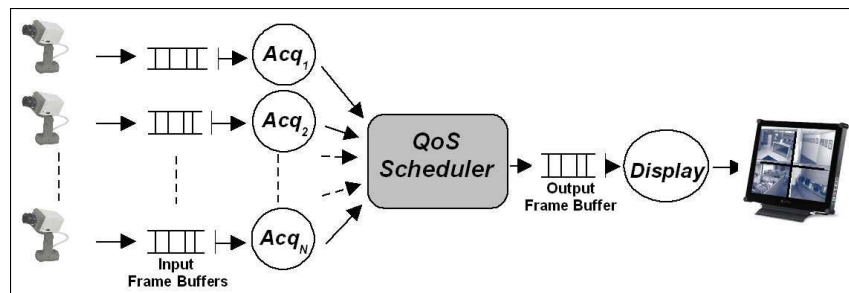 Acq1
Acq2
QoS
Scheduler
Display
Output
Frame Buffer
AcqN
Input
Frame Buffers